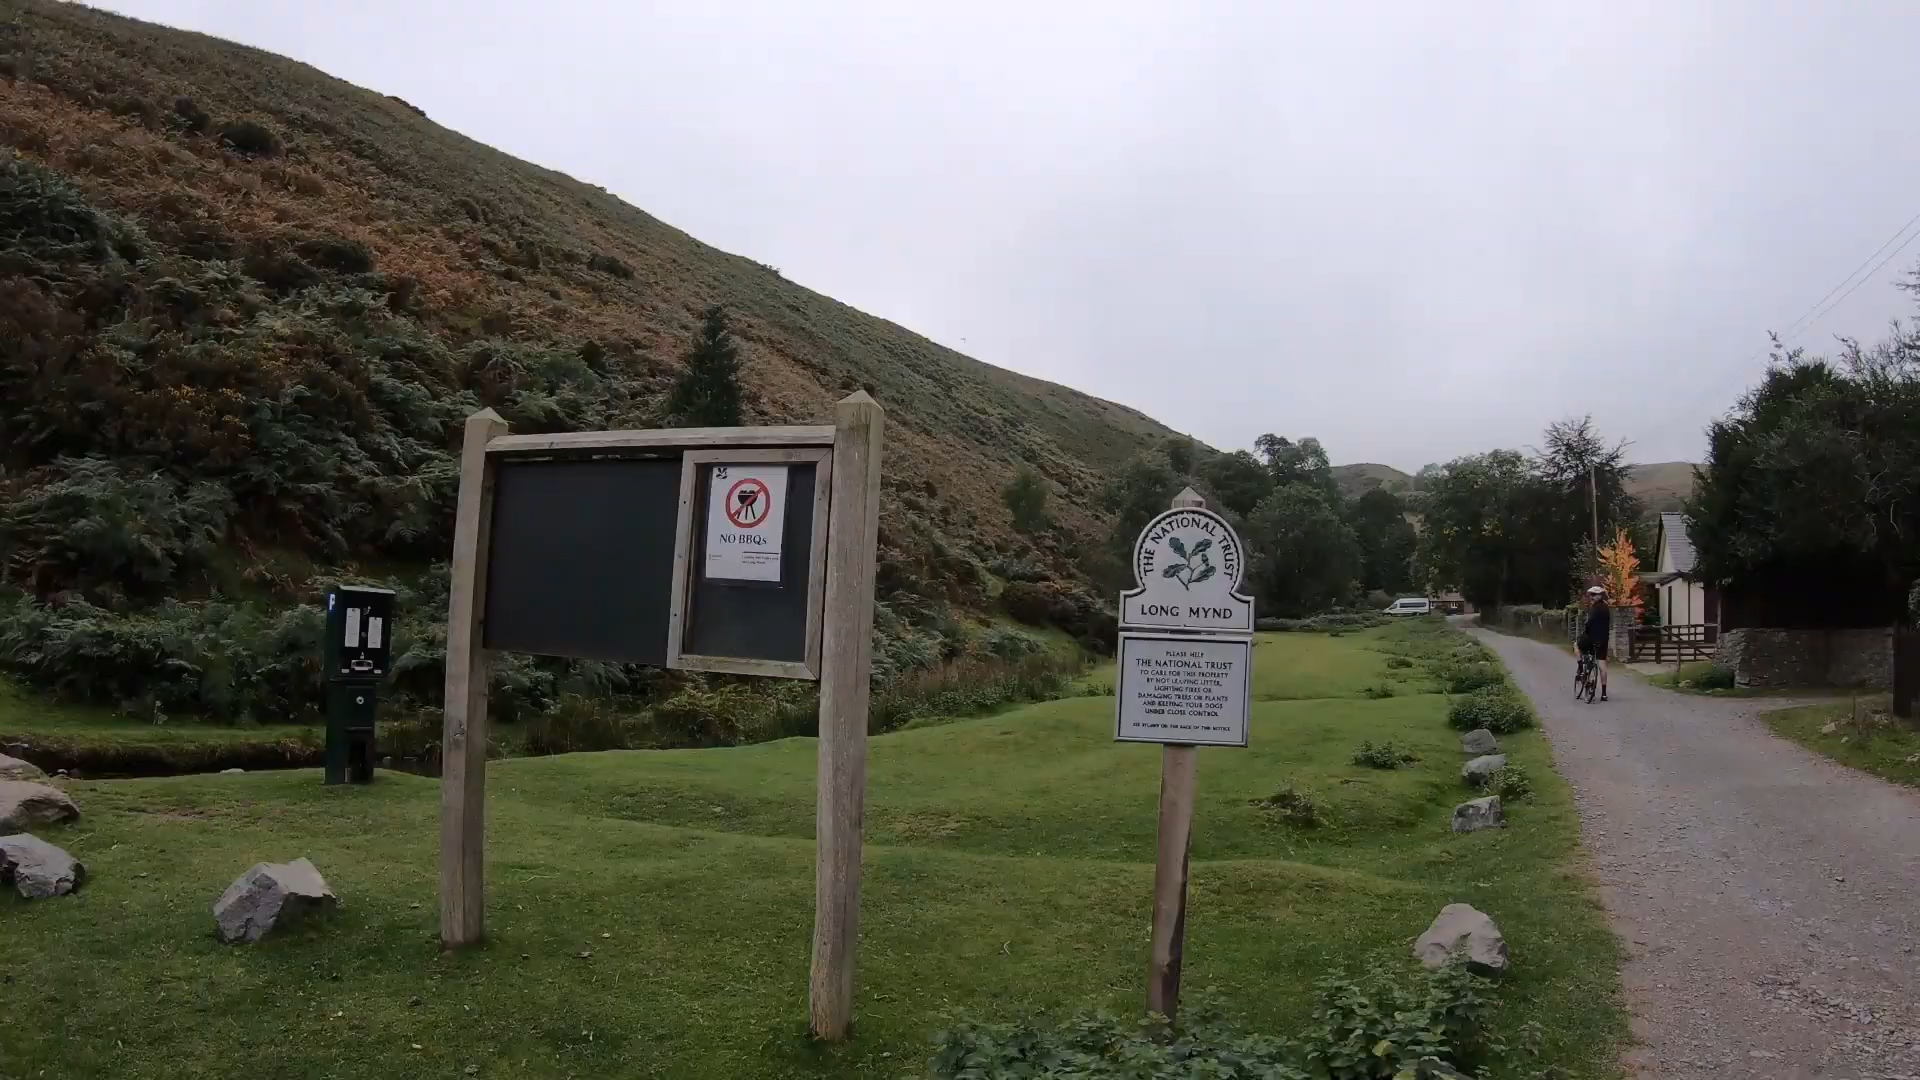 P
NO BBQs
THE NATIONAL TRUST
LONG MYND
PLEASE HELP
THE NATIONAL TRUST
TO CARE FOR THIS PROPERTY
BY NOT LEAVING LITTER,
LIGHTING FIRES OR
DAMAGING TREES OR PLANTS
AND KEEPING YOUR DOGS
UNDER CLOSE CONTROL
SEE BYLAWS ON THE BACK OF THIS NOTICE